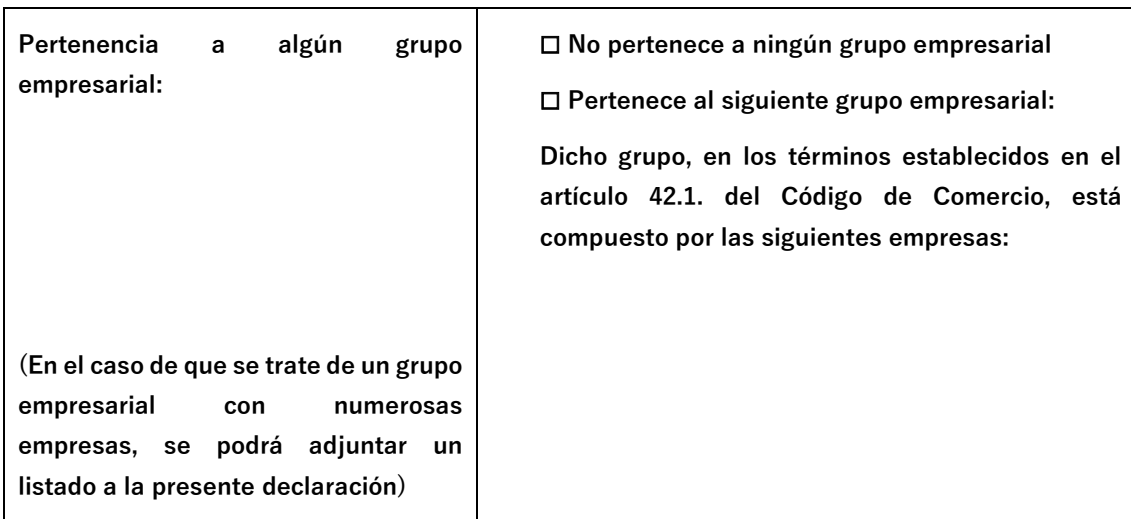 Pertenencia a algún grupo
empresarial:
(En el caso de que se trate de un grupo
empresarial con numerosas
empresas, se podrá adjuntar un
listado a la presente declaración)
☐ No pertenece a ningún grupo empresarial
☐ Pertenece al siguiente grupo empresarial:
Dicho grupo, en los términos establecidos en el
artículo 42.1. del Código de Comercio, está
compuesto por las siguientes empresas: